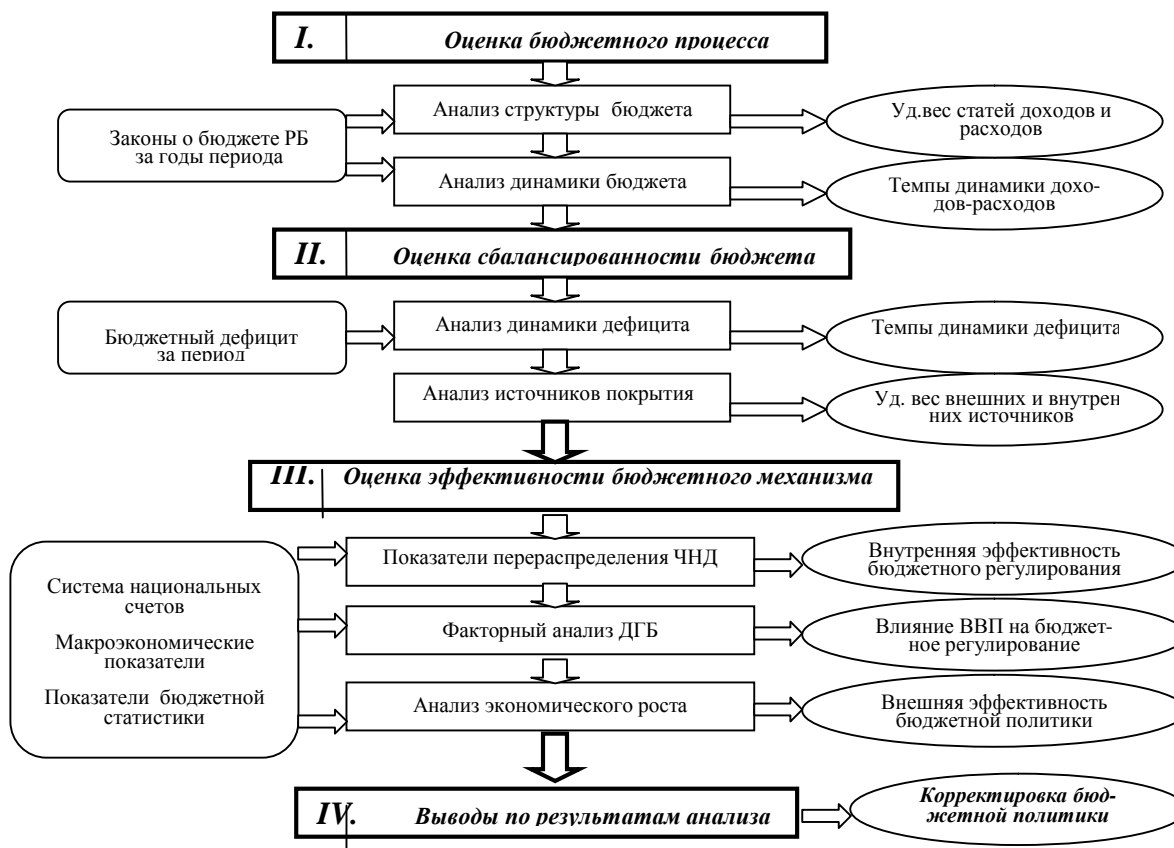 I. Оценка бюджетного процесса
Анализ структуры бюджета
Уд.вес статей доходов и
расходов
Законы о бюджете РБ
за годы периода
Анализ динамики бюджета
Темпы динамики дохо-
дов-расходов
II. Оценка сбалансированности бюджета
Бюджетный дефицит
за период
Анализ динамики дефицита
Темпы динамики дефицита
Анализ источников покрытия
Уд. вес внешних и внутрен
них источников
III. Оценка эффективности бюджетного механизма
Система национальных
счетов
Макроэкономические
показатели
Показатели бюджетной
статистики
Показатели перераспределения ЧНД
Внутренняя эффективность
бюджетного регулирования
Факторный анализ ДГБ
Влияние ВВП на бюджет-
ное регулирование
Анализ экономического роста
Внешняя эффективность
бюджетной политики
IV. Выводы по результатам анализа
Корректировка бюд-
жетной политики